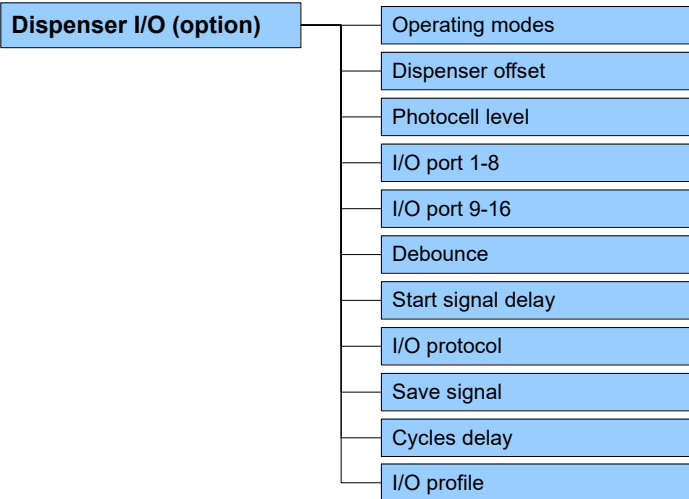 Dispenser I/O (option)
Operating modes
Dispenser offset
Photocell level
I/O port 1-8
I/O port 9-16
Debounce
Start signal delay
I/O protocol
Save signal
Cycles delay
I/O profile